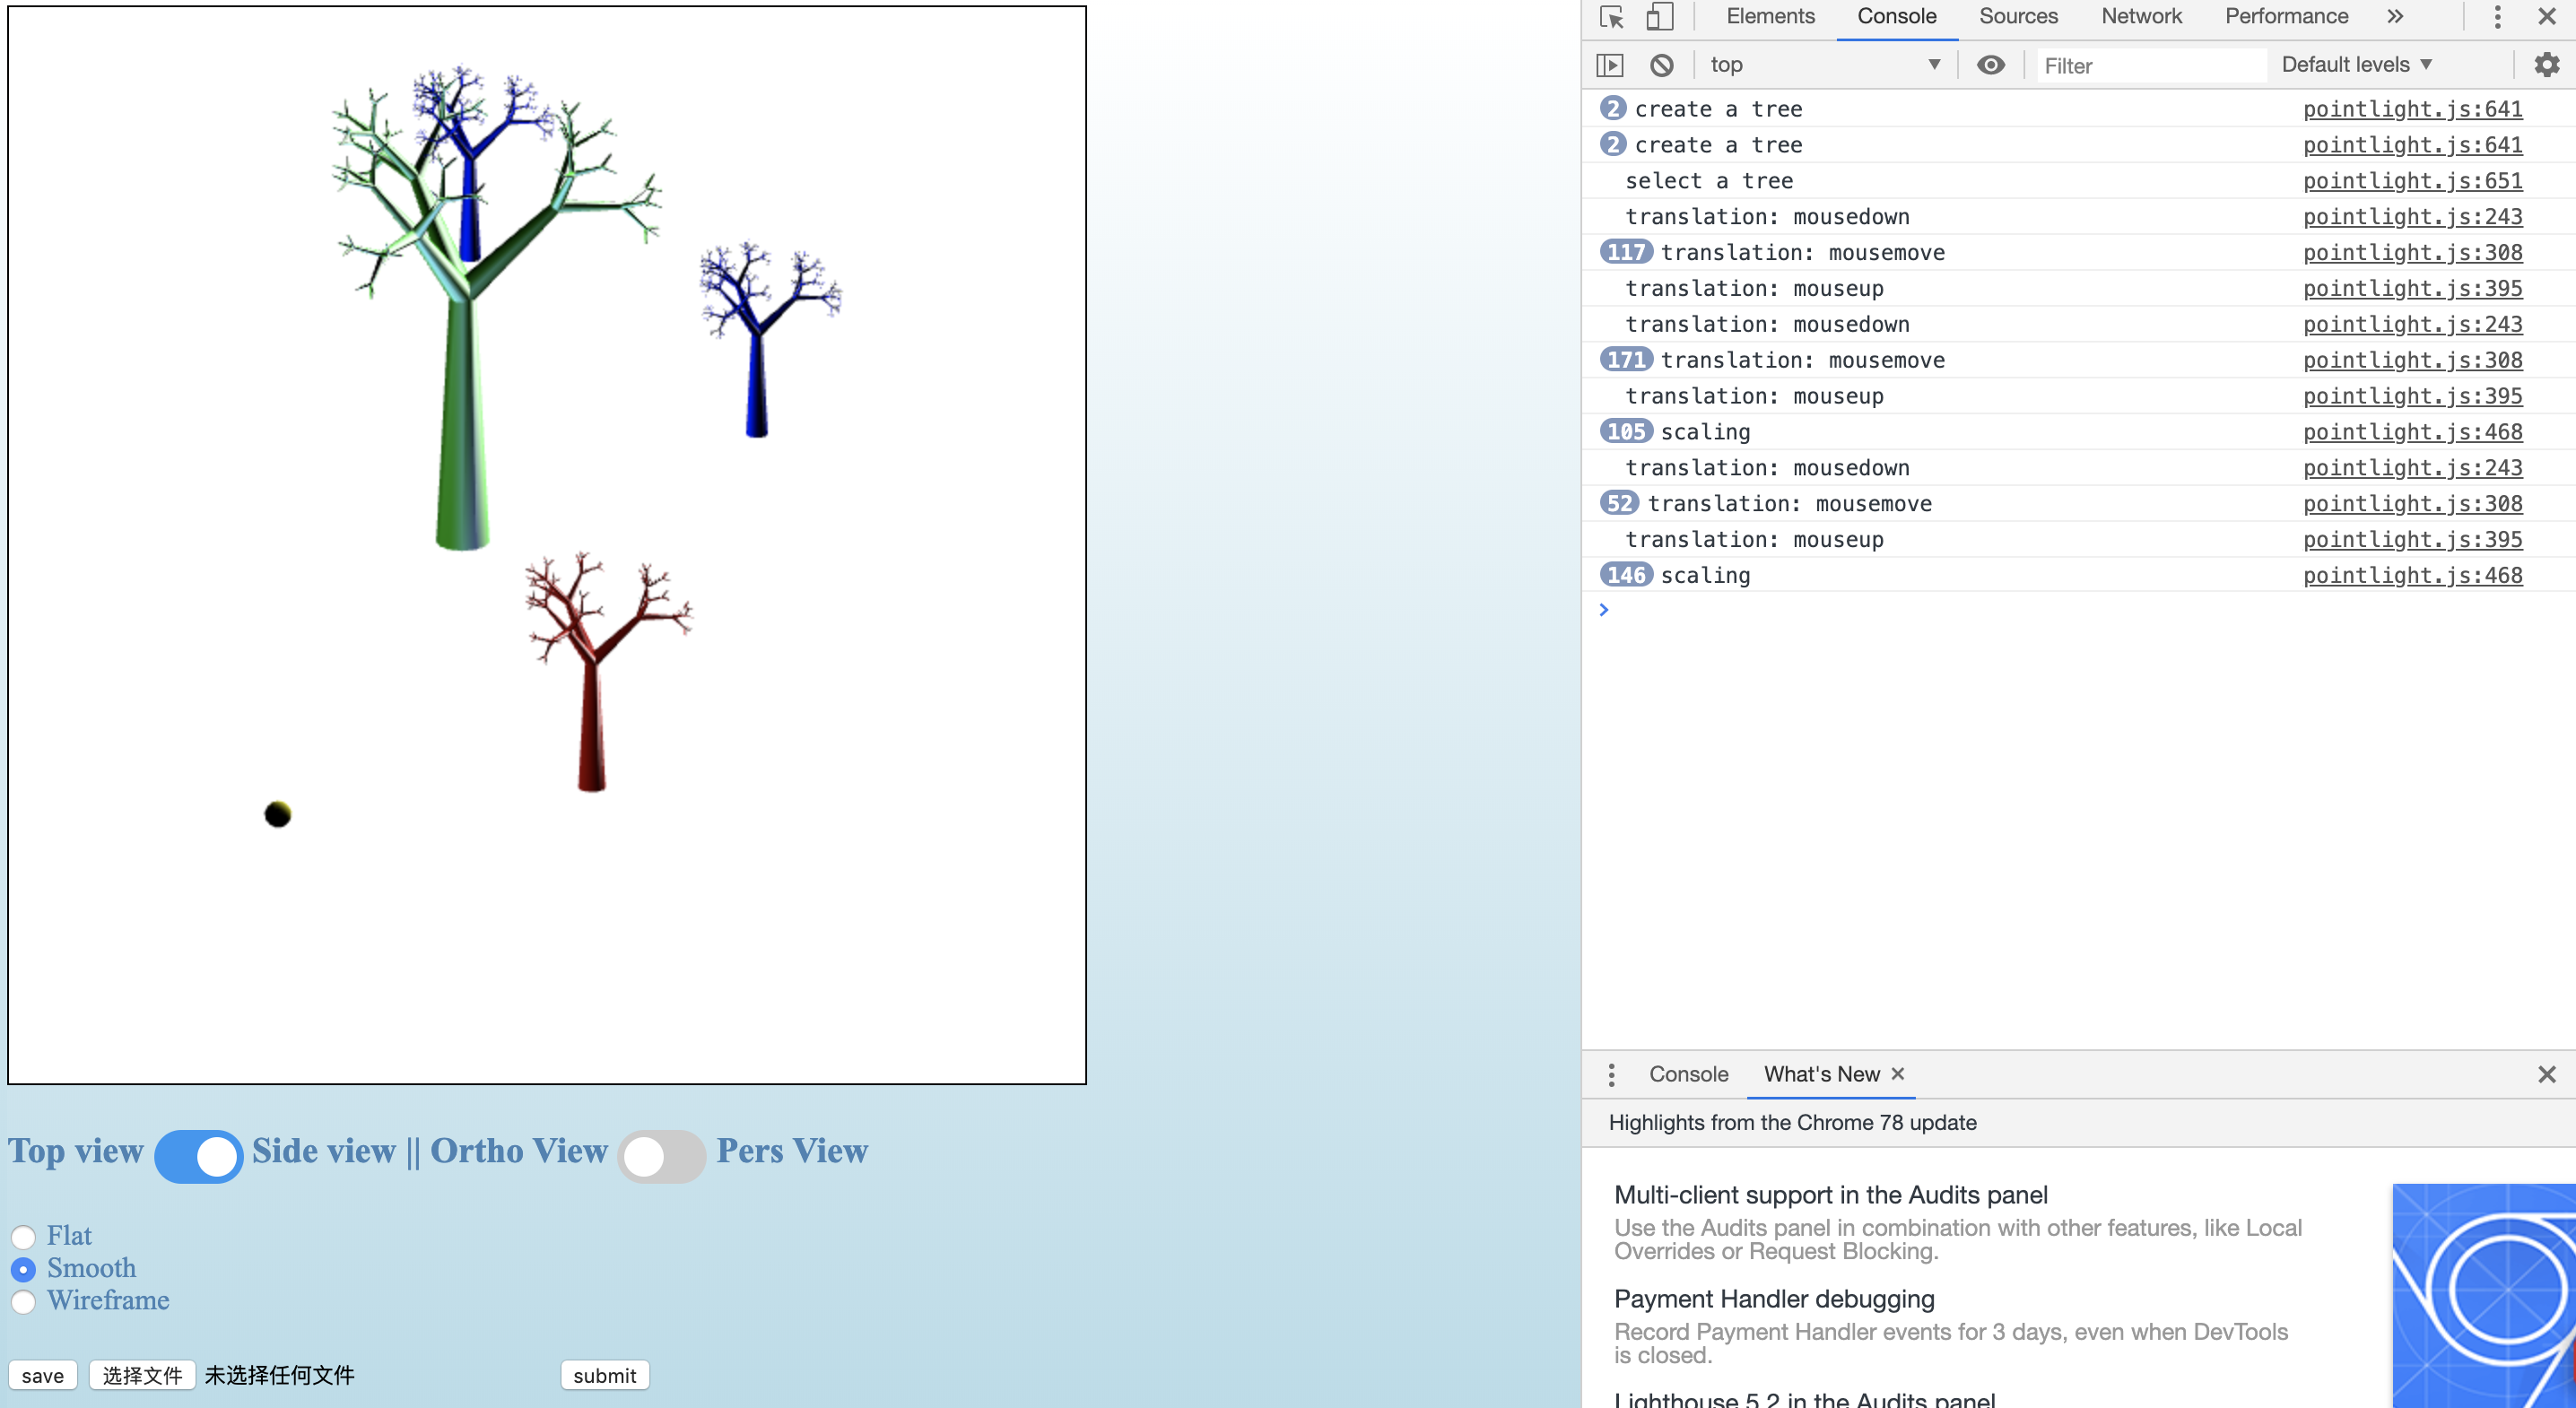 Elements Console Sources Network Performance
top Filter Default levels
2 create a tree pointlight.js:641
2 create a tree pointlight.js:641
select a tree pointlight.js:651
translation: mousedown pointlight.js:243
117 translation: mousemove pointlight.js:308
translation: mouseup pointlight.js:395
translation: mousedown pointlight.js:243
171 translation: mousemove pointlight.js:308
translation: mouseup pointlight.js:395
105 scaling pointlight.js:468
translation: mousedown pointlight.js:243
52 translation: mousemove pointlight.js:308
translation: mouseup pointlight.js:395
146 scaling pointlight.js:468
Console What's New
Highlights from the Chrome 78 update
Multi-client support in the Audits panel
Use the Audits panel in combination with other features, like Local
Overrides or Request Blocking.
Payment Handler debugging
Record Payment Handler events for 3 days, even when DevTools
is closed.
Lighthouse 5.2 in the Audits panel
Top view Side view || Ortho View Pers View
Flat
Smooth
Wireframe
save 选择文件 未选择任何文件 submit